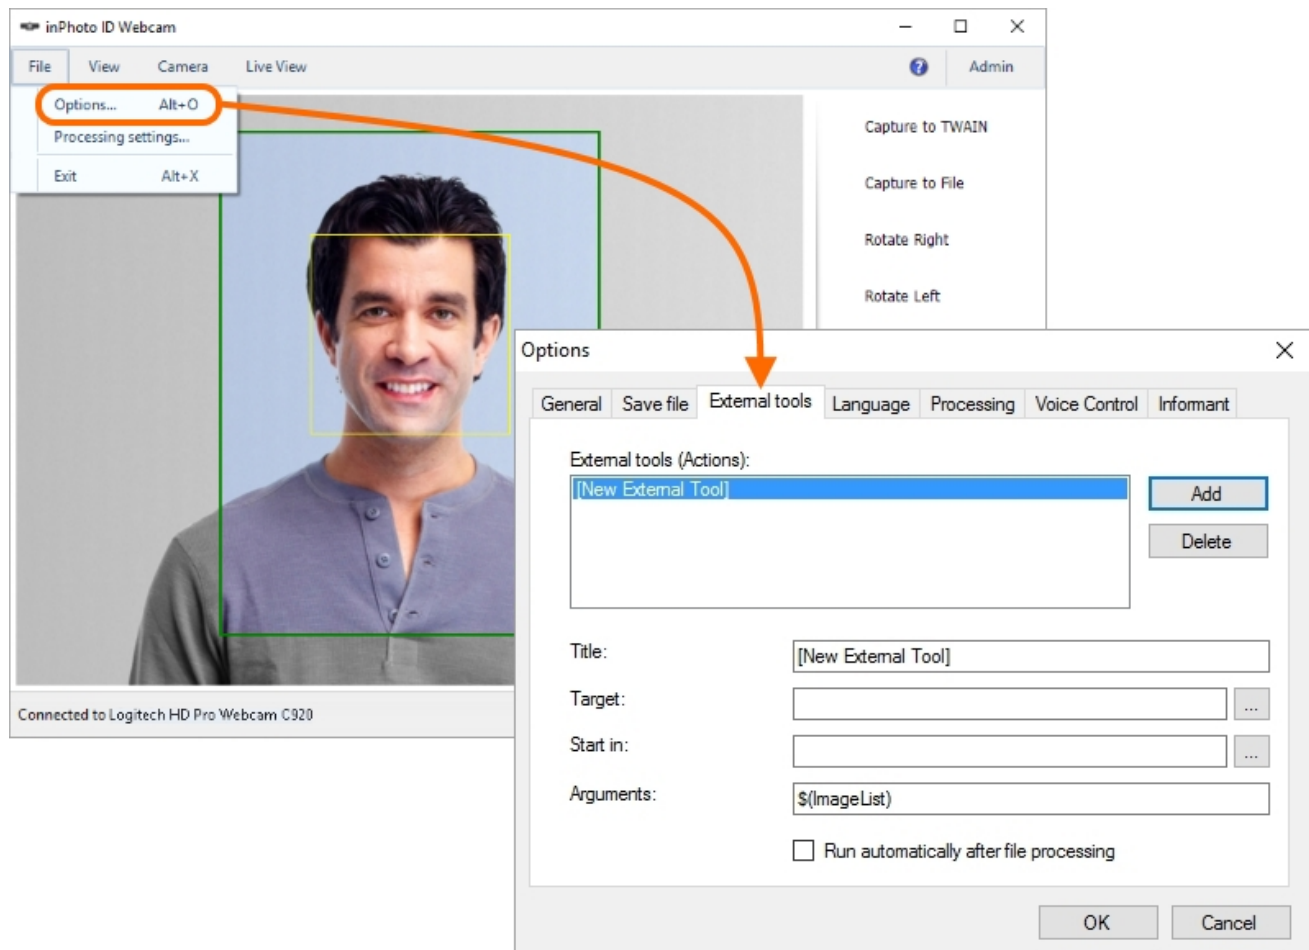 inPhoto ID Webcam
File View Camera Live View Admin
Options... Alt+O
Processing settings...
Exit Alt+X
Capture to TWAIN
Capture to File
Rotate Right
Rotate Left
Connected to Logitech HD Pro Webcam C920
Options
General Save file External tools Language Processing Voice Control Informant
External tools (Actions):
[New External Tool]
Add
Delete
Title: [New External Tool]
Target: ...
Start in: ...
Arguments: $(ImageList)
Run automatically after file processing
OK Cancel